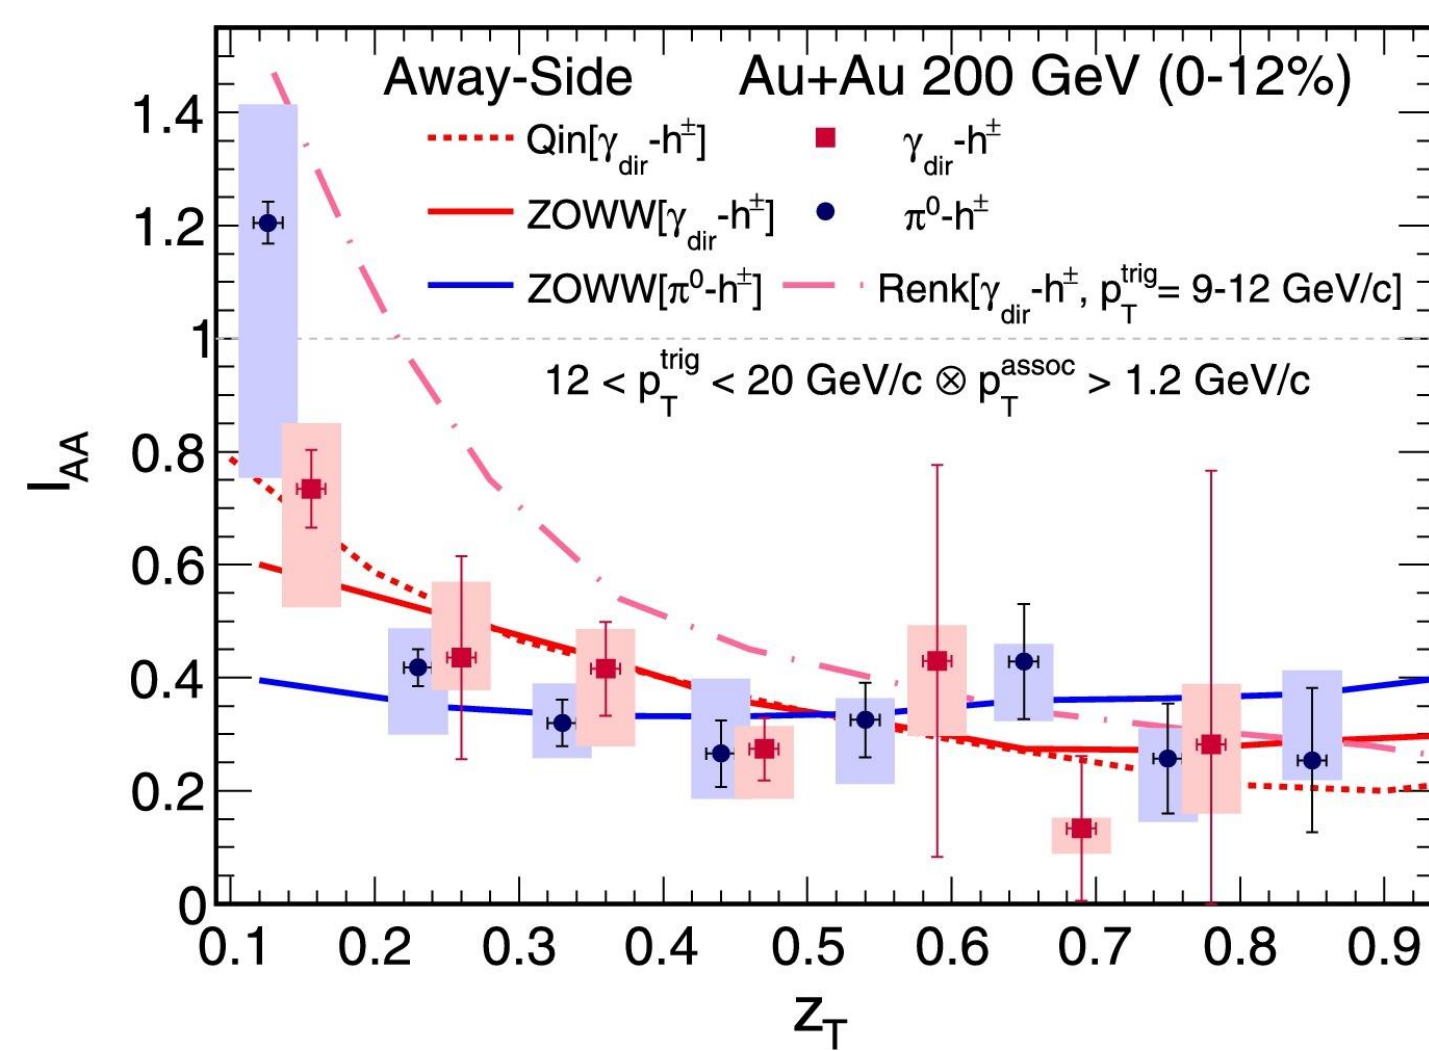 Away-Side Au+Au 200 GeV (0-12%)
Qin[γdir-h±] γdir-h±
ZOWW[γdir-h±] π0-h±
ZOWW[π0-h±] Renk[γdir-h±, pTtrig= 9-12 GeV/c]
12 < pTtrig < 20 GeV/c ⊗ pTassoc > 1.2 GeV/c
IAA
1.4
1.2
1
0.8
0.6
0.4
0.2
0
0.1 0.2 0.3 0.4 0.5 0.6 0.7 0.8 0.9
zT